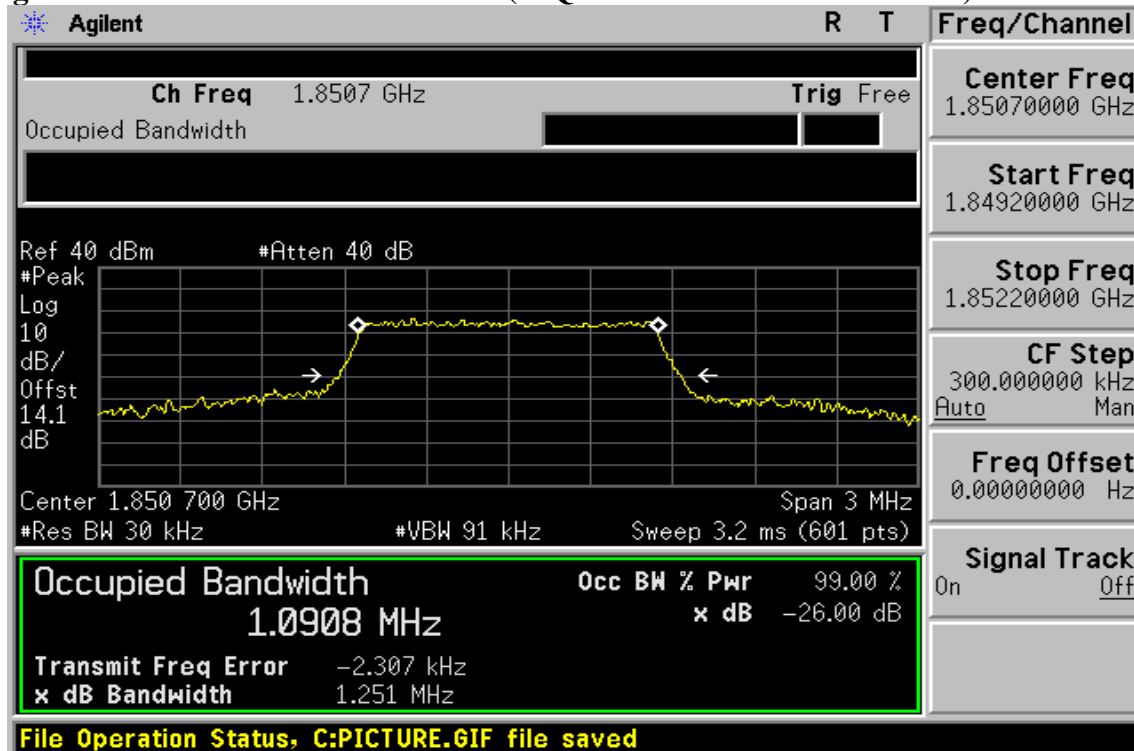 Agilent R T
Freq/Channel
Ch Freq 1.8507 GHz Trig Free
Occupied Bandwidth
Center Freq
1.85070000 GHz
Start Freq
1.84920000 GHz
Stop Freq
1.85220000 GHz
CF Step
300.000000 kHz
Auto Man
Freq Offset
0.00000000 Hz
Signal Track
On Off
Ref 40 dBm #Atten 40 dB
#Peak
Log
10
dB/
Offst
14.1
dB
Center 1.850 700 GHz Span 3 MHz
#Res BW 30 kHz #VBW 91 kHz Sweep 3.2 ms (601 pts)
Occupied Bandwidth
1.0908 MHz
Occ BW % Pwr 99.00 %
x dB -26.00 dB
Transmit Freq Error -2.307 kHz
x dB Bandwidth 1.251 MHz
File Operation Status, C:PICTURE.GIF file saved